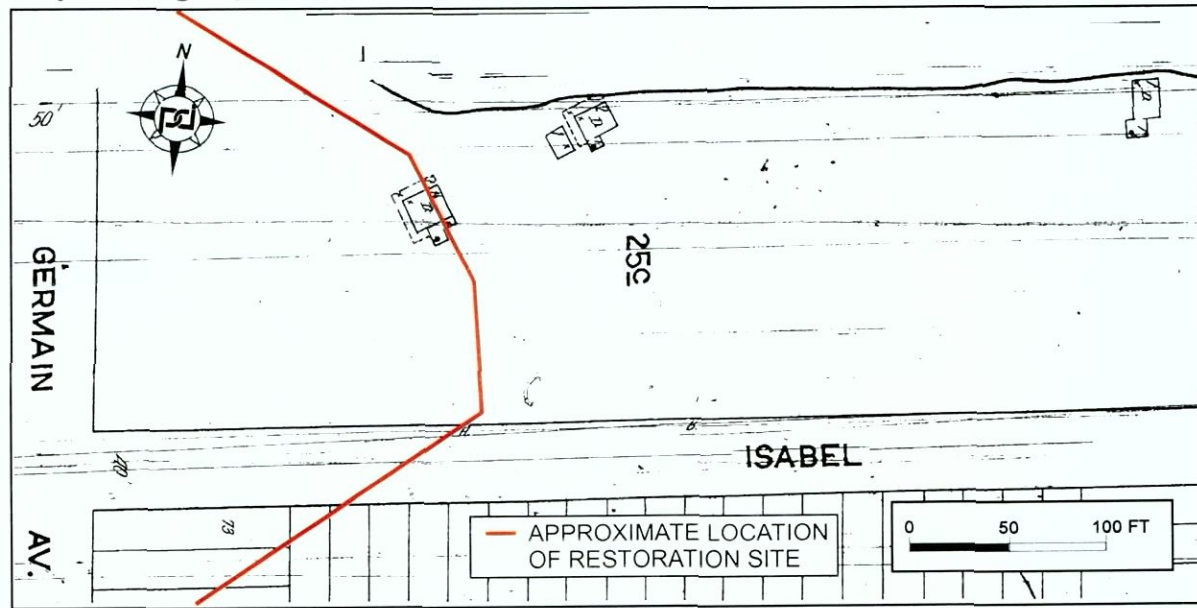 N
50'
GERMAIN
AV.
25C
ISABEL
73
APPROXIMATE LOCATION
OF RESTORATION SITE
0 50 100 FT